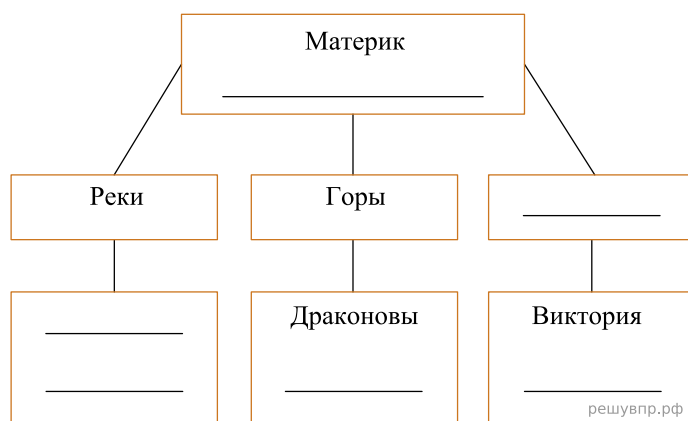 Материк
Реки
Горы
Драконовы
Виктория
решувпр.рф